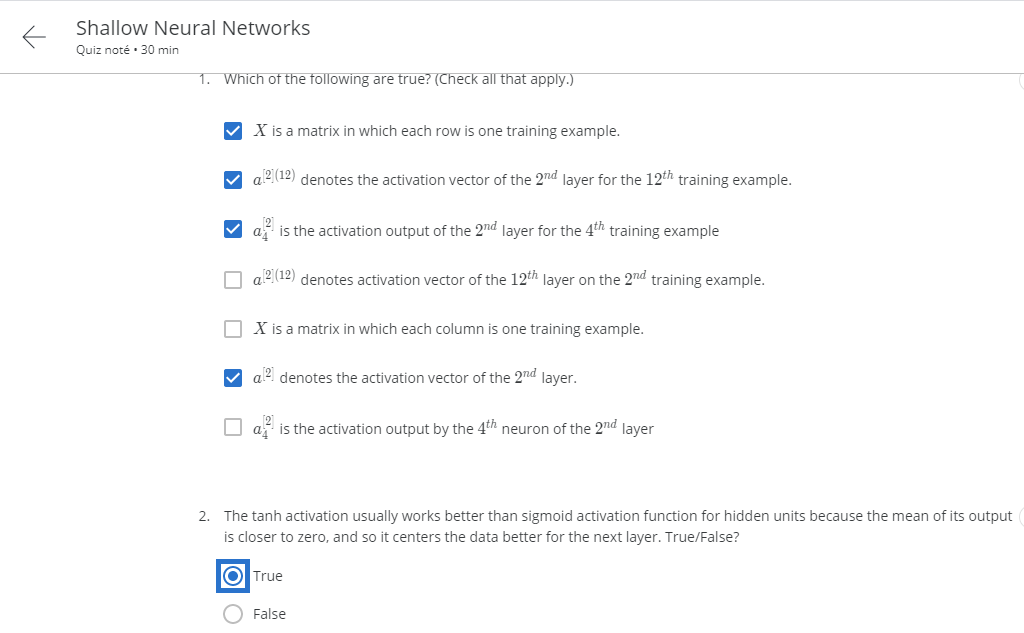 Shallow Neural Networks
Quiz noté • 30 min
1. Which of the following are true? (Check all that apply.)
X is a matrix in which each row is one training example.
a^[2](12) denotes the activation vector of the 2^nd layer for the 12^th training example.
a_4^[2] is the activation output of the 2^nd layer for the 4^th training example
a^[2](12) denotes activation vector of the 12^th layer on the 2^nd training example.
X is a matrix in which each column is one training example.
a^[2] denotes the activation vector of the 2^nd layer.
a_4^[2] is the activation output by the 4^th neuron of the 2^nd layer
2. The tanh activation usually works better than sigmoid activation function for hidden units because the mean of its output
is closer to zero, and so it centers the data better for the next layer. True/False?
True
False